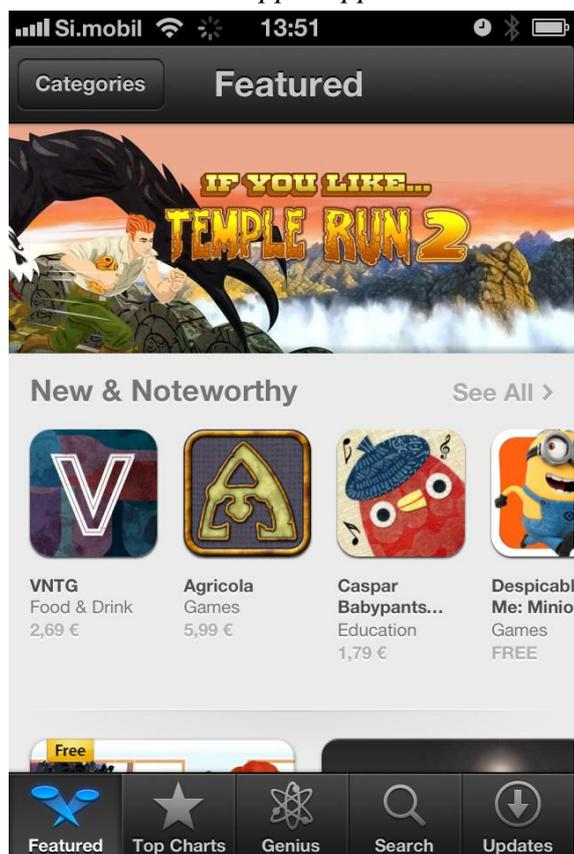 Si.mobil 13:51
Categories Featured
IF YOU LIKE...
TEMPLE RUN 2
New & Noteworthy See All >
V A
VNTG
Food & Drink
2,69 €
Agricola
Games
5,99 €
Caspar
Babypants...
Education
1,79 €
Despicabl
Me: Minio
Games
FREE
Free
Featured Top Charts Genius Search Updates